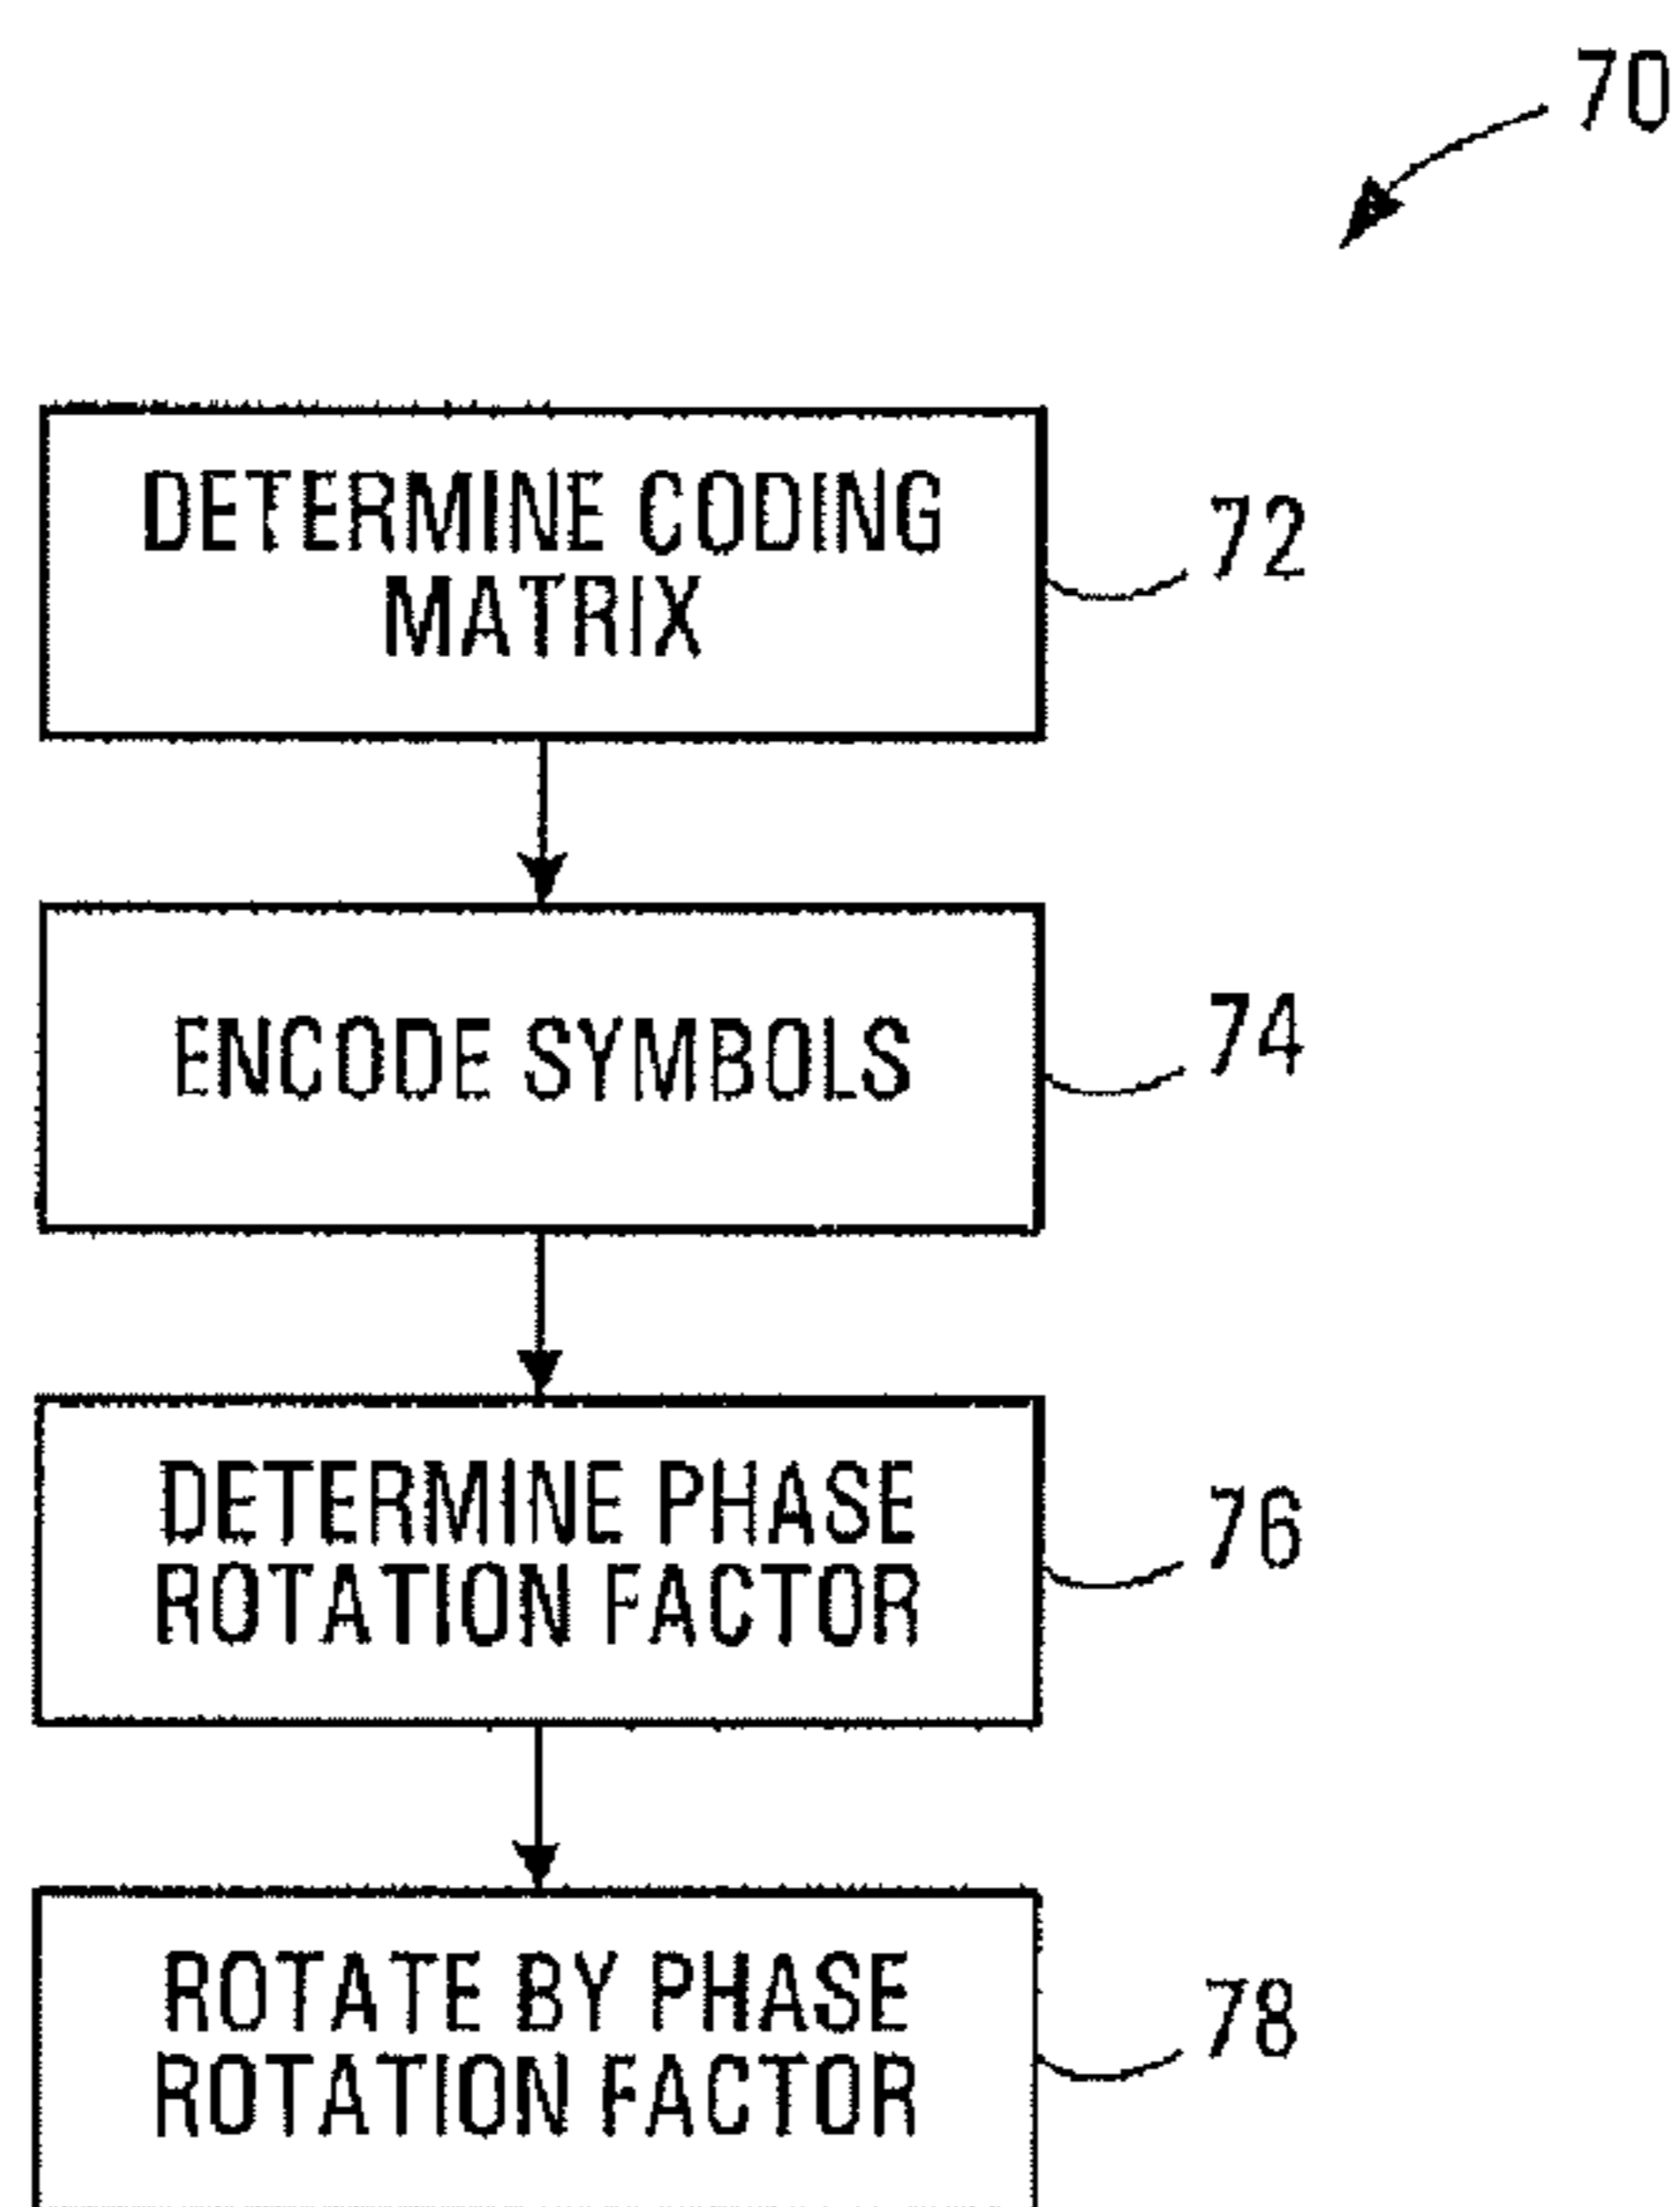 70
DETERMINE CODING
MATRIX
72
ENCODE SYMBOLS
74
DETERMINE PHASE
ROTATION FACTOR
76
ROTATE BY PHASE
ROTATION FACTOR
78